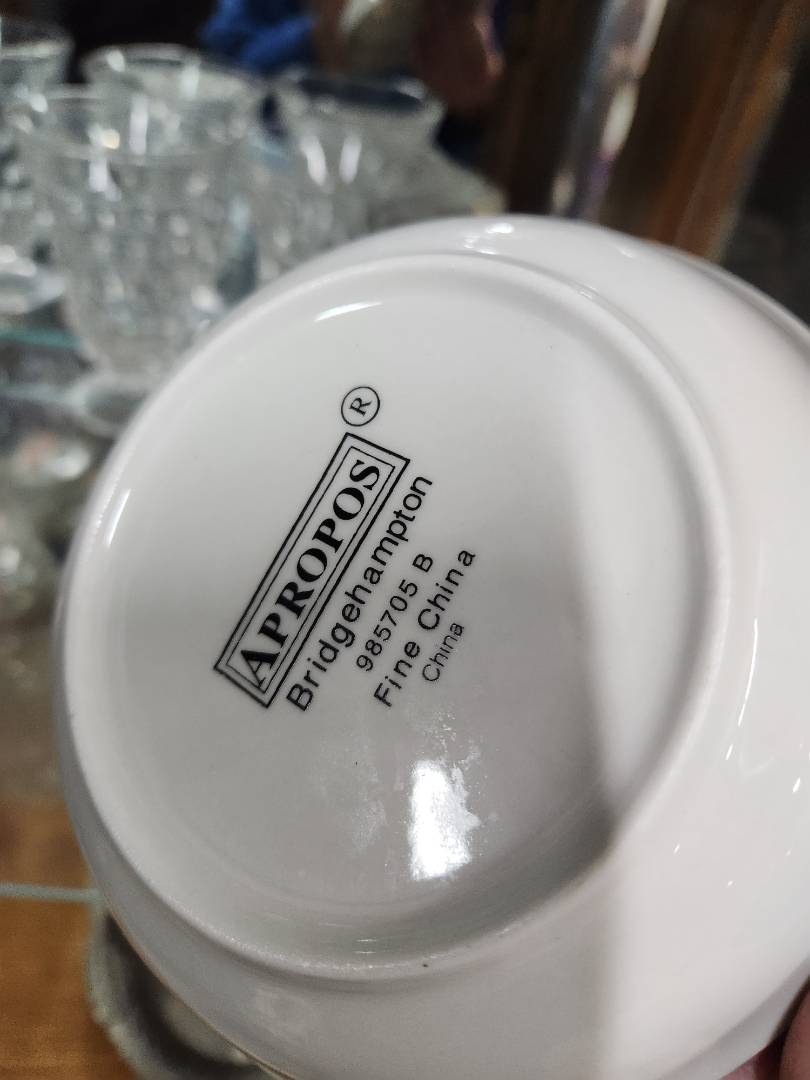 APROPOS ®
Bridgehampton
985705 B
Fine China
China